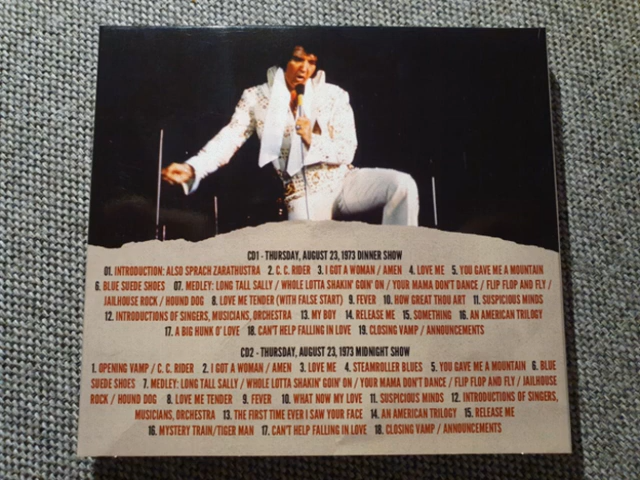 CD1 - THURSDAY, AUGUST 23, 1973 DINNER SHOW
01. INTRODUCTION: ALSO SPRACH ZARATHUSTRA 2. C. C. RIDER 3. I GOT A WOMAN / AMEN 4. LOVE ME 5. YOU GAVE ME A MOUNTAIN
6. BLUE SUEDE SHOES 07. MEDLEY: LONG TALL SALLY / WHOLE LOTTA SHAKIN' GOIN' ON / YOUR MAMA DON'T DANCE / FLIP FLOP AND FLY /
JAILHOUSE ROCK / HOUND DOG 8. LOVE ME TENDER (WITH FALSE START) 9. FEVER 10. HOW GREAT THOU ART 11. SUSPICIOUS MINDS
12. INTRODUCTIONS OF SINGERS, MUSICIANS, ORCHESTRA 13. MY BOY 14. RELEASE ME 15. SOMETHING 16. AN AMERICAN TRILOGY
17. A BIG HUNK O' LOVE 18. CAN'T HELP FALLING IN LOVE 19. CLOSING VAMP / ANNOUNCEMENTS
CD2 - THURSDAY, AUGUST 23, 1973 MIDNIGHT SHOW
1. OPENING VAMP / C. C. RIDER 2. I GOT A WOMAN / AMEN 3. LOVE ME 4. STEAMROLLER BLUES 5. YOU GAVE ME A MOUNTAIN 6. BLUE
SUEDE SHOES 7. MEDLEY: LONG TALL SALLY / WHOLE LOTTA SHAKIN' GOIN' ON / YOUR MAMA DON'T DANCE / FLIP FLOP AND FLY / JAILHOUSE
ROCK / HOUND DOG 8. LOVE ME TENDER 9. FEVER 10. WHAT NOW MY LOVE 11. SUSPICIOUS MINDS 12. INTRODUCTIONS OF SINGERS,
MUSICIANS, ORCHESTRA 13. THE FIRST TIME EVER I SAW YOUR FACE 14. AN AMERICAN TRILOGY 15. RELEASE ME
16. MYSTERY TRAIN/TIGER MAN 17. CAN'T HELP FALLING IN LOVE 18. CLOSING VAMP / ANNOUNCEMENTS